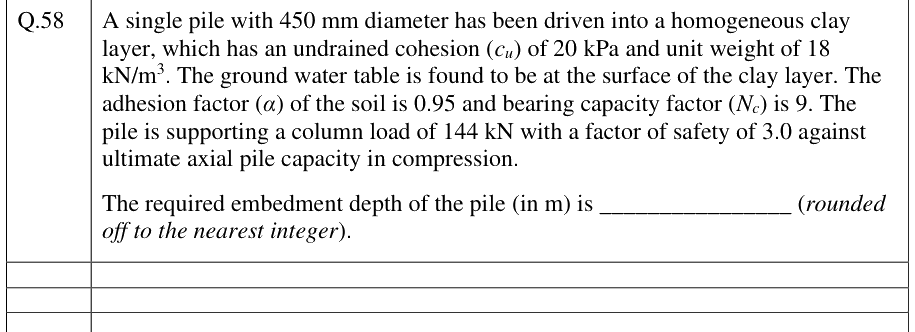 Q.58 A single pile with 450 mm diameter has been driven into a homogeneous clay
layer, which has an undrained cohesion (cᵤ) of 20 kPa and unit weight of 18
kN/m³. The ground water table is found to be at the surface of the clay layer. The
adhesion factor (α) of the soil is 0.95 and bearing capacity factor (N꜀) is 9. The
pile is supporting a column load of 144 kN with a factor of safety of 3.0 against
ultimate axial pile capacity in compression.
The required embedment depth of the pile (in m) is ________________ (rounded
off to the nearest integer).